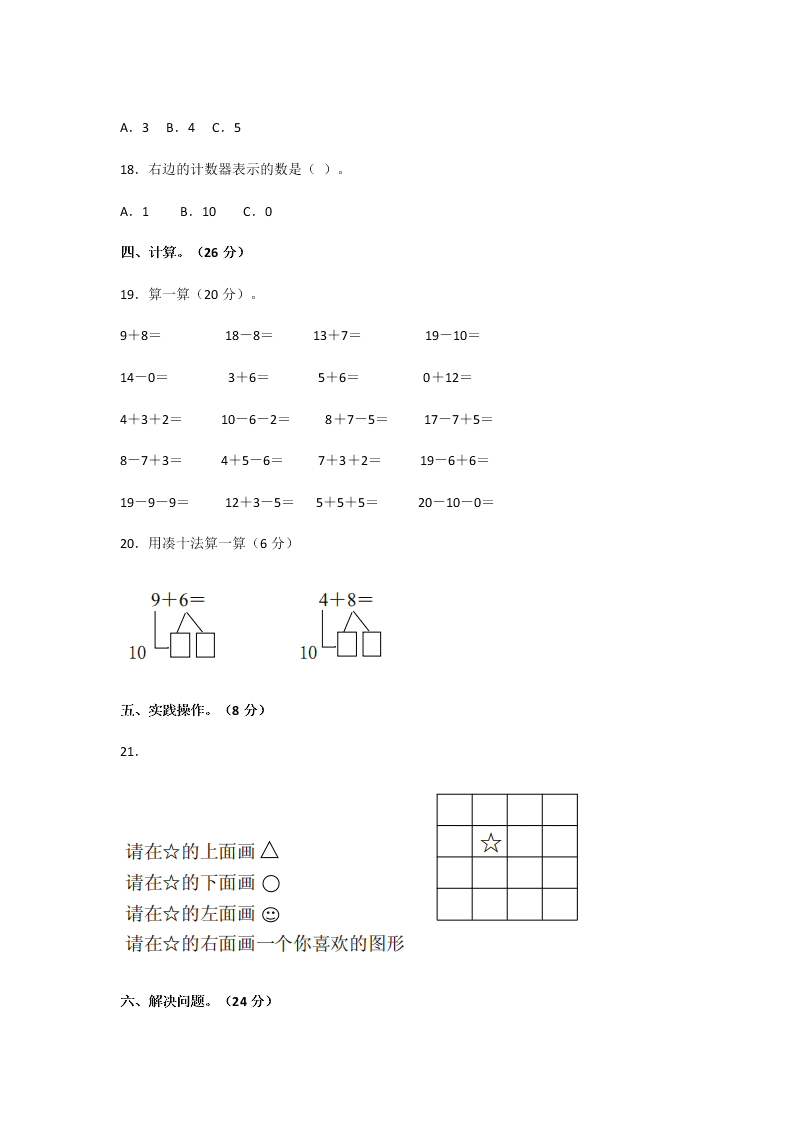 A．3 B．4 C．5
18．右边的计数器表示的数是（ ）。
A．1 B．10 C．0
四、计算。（26 分）
19．算一算（20 分）。
9＋8＝ 18－8＝ 13＋7＝ 19－10＝
14－0＝ 3＋6＝ 5＋6＝ 0＋12＝
4＋3＋2＝ 10－6－2＝ 8＋7－5＝ 17－7＋5＝
8－7＋3＝ 4＋5－6＝ 7＋3＋2＝ 19－6＋6＝
19－9－9＝ 12＋3－5＝ 5＋5＋5＝ 20－10－0＝
20．用凑十法算一算（6 分）
9＋6＝ 4＋8＝
10 10
五、实践操作。（8 分）
21．
☆
请在☆的上面画△
请在☆的下面画○
请在☆的左面画☺
请在☆的右面画一个你喜欢的图形
六、解决问题。（24 分）